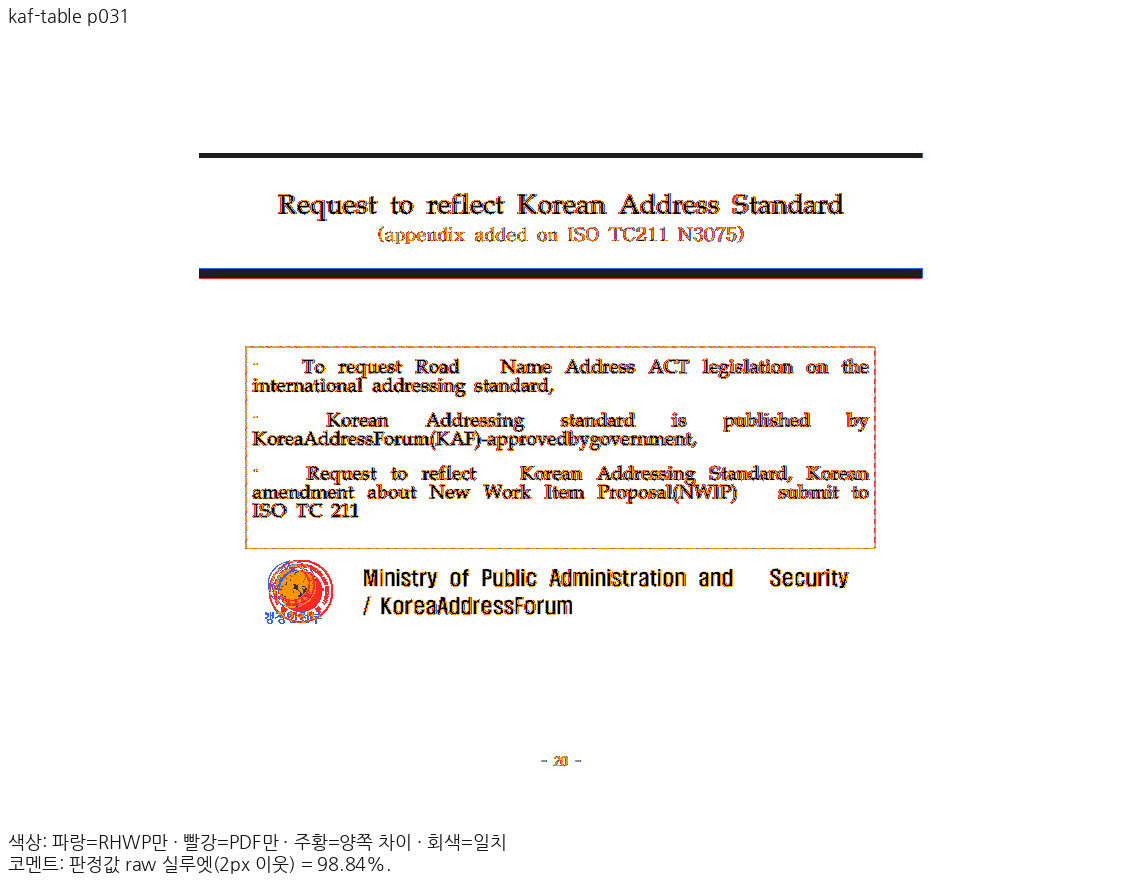 kaf-table p031
Request to reflect Korean Address Standard
(appendix added on ISO TC211 N3075)
To request Road Name Address ACT legislation on the
international addressing standard,
Korean Addressing standard is published by
KoreaAddressForum(KAF)-approvedbygovernment,
Request to reflect Korean Addressing Standard, Korean
amendment about New Work Item Proposal(NWIP) submit to
ISO TC 211
Ministry of Public Administration and Security
/ KoreaAddressForum
- 20 -
색상: 파랑=RHWP만 · 빨강=PDF만 · 주황=양쪽 차이 · 회색=일치
코멘트: 판정값 raw 실루엣(2px 이웃) = 98.84%.